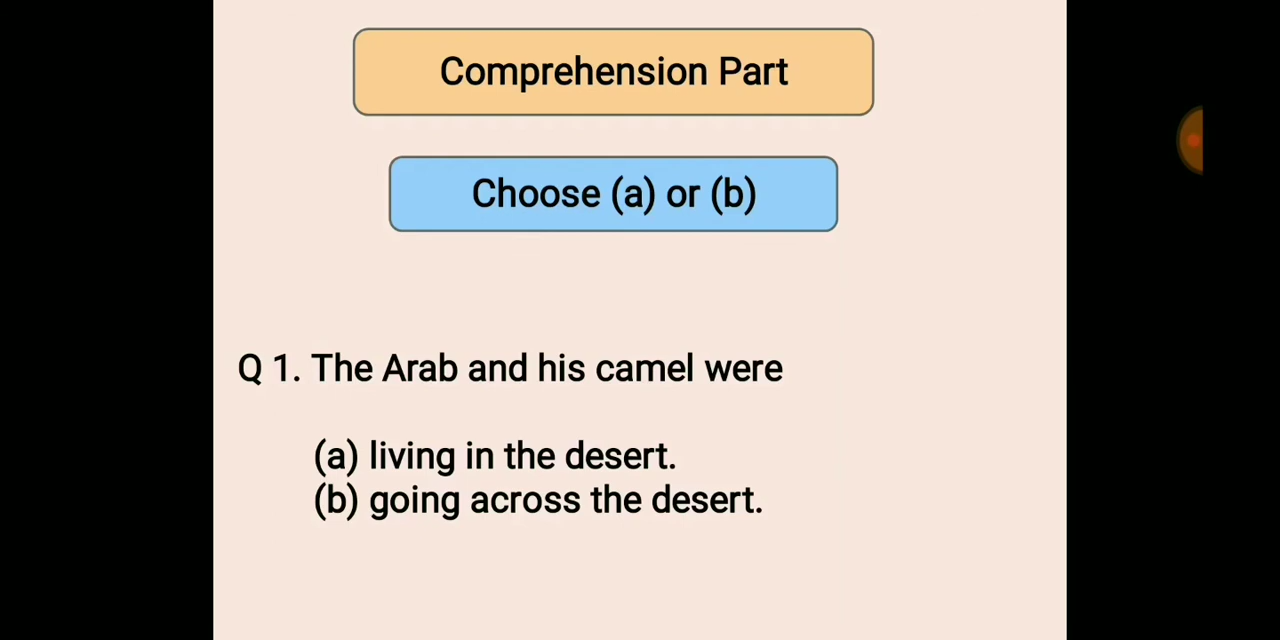 Comprehension Part
Choose (a) or (b)
Q 1. The Arab and his camel were
(a) living in the desert.
(b) going across the desert.